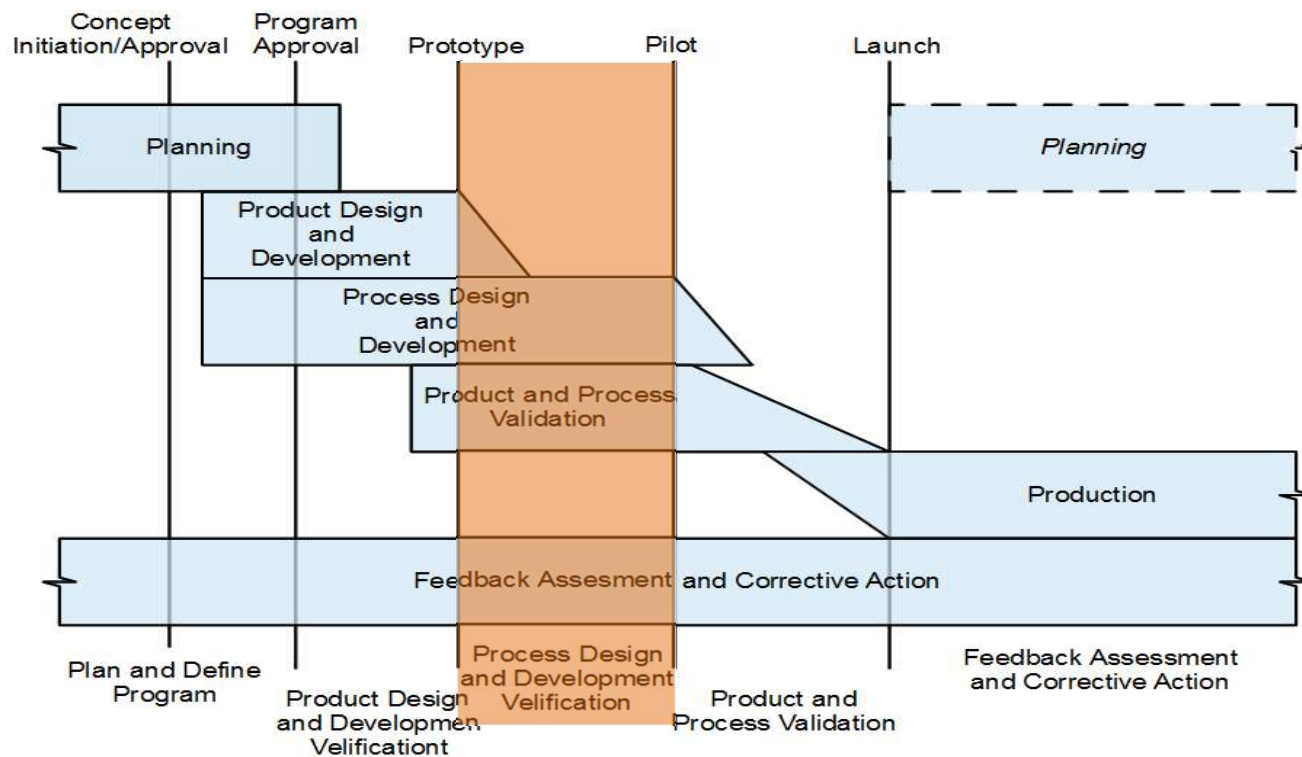 Concept
Initiation/Approval
Program
Approval
Prototype
Pilot
Launch
Planning
Planning
Product Design
and
Development
Process Design
and
Development
Product and Process
Validation
Production
Feedback Assesment and Corrective Action
Plan and Define
Program
Product Design
and Developmen
Velificationt
Process Design
and Development
Velification
Product and
Process Validation
Feedback Assessment
and Corrective Action